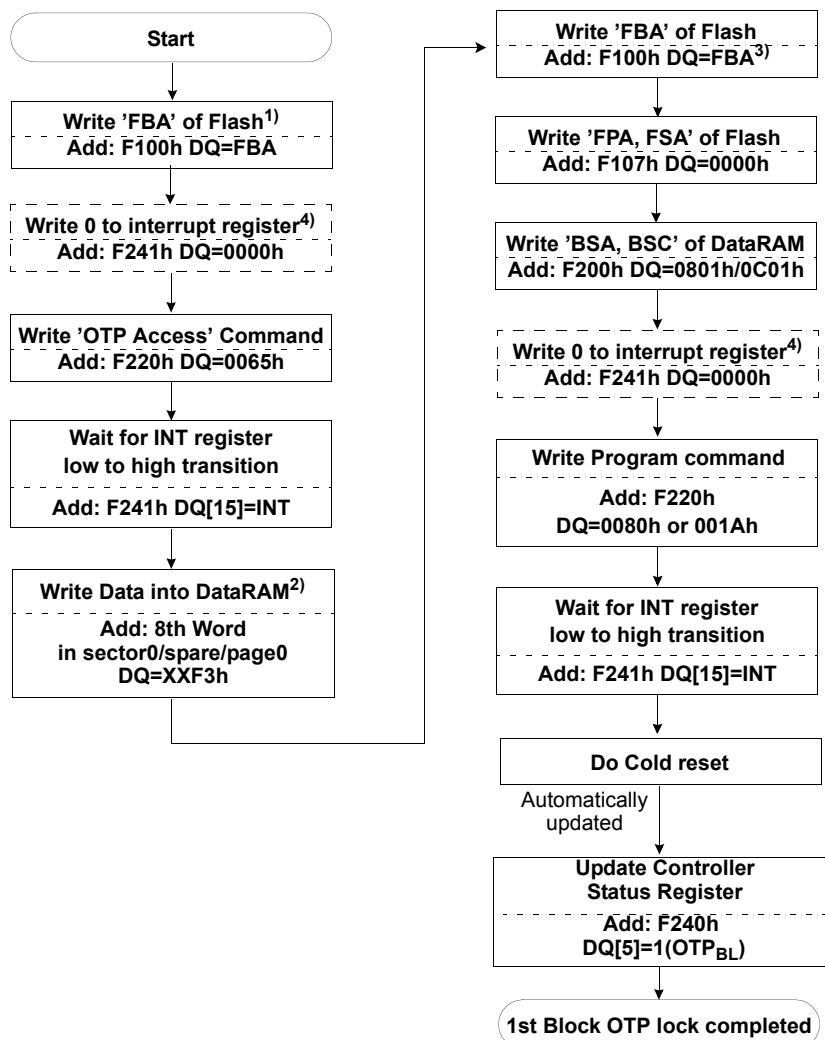 Start
Write 'FBA' of Flash1)
Add: F100h DQ=FBA
Write 0 to interrupt register4)
Add: F241h DQ=0000h
Write 'OTP Access' Command
Add: F220h DQ=0065h
Wait for INT register
low to high transition
Add: F241h DQ[15]=INT
Write Data into DataRAM2)
Add: 8th Word
in sector0/spare/page0
DQ=XXF3h
Write 'FBA' of Flash
Add: F100h DQ=FBA3)
Write 'FPA, FSA' of Flash
Add: F107h DQ=0000h
Write 'BSA, BSC' of DataRAM
Add: F200h DQ=0801h/0C01h
Write 0 to interrupt register4)
Add: F241h DQ=0000h
Write Program command
Add: F220h
DQ=0080h or 001Ah
Wait for INT register
low to high transition
Add: F241h DQ[15]=INT
Do Cold reset
Automatically
updated
Update Controller
Status Register
Add: F240h
DQ[5]=1(OTPBL)
1st Block OTP lock completed